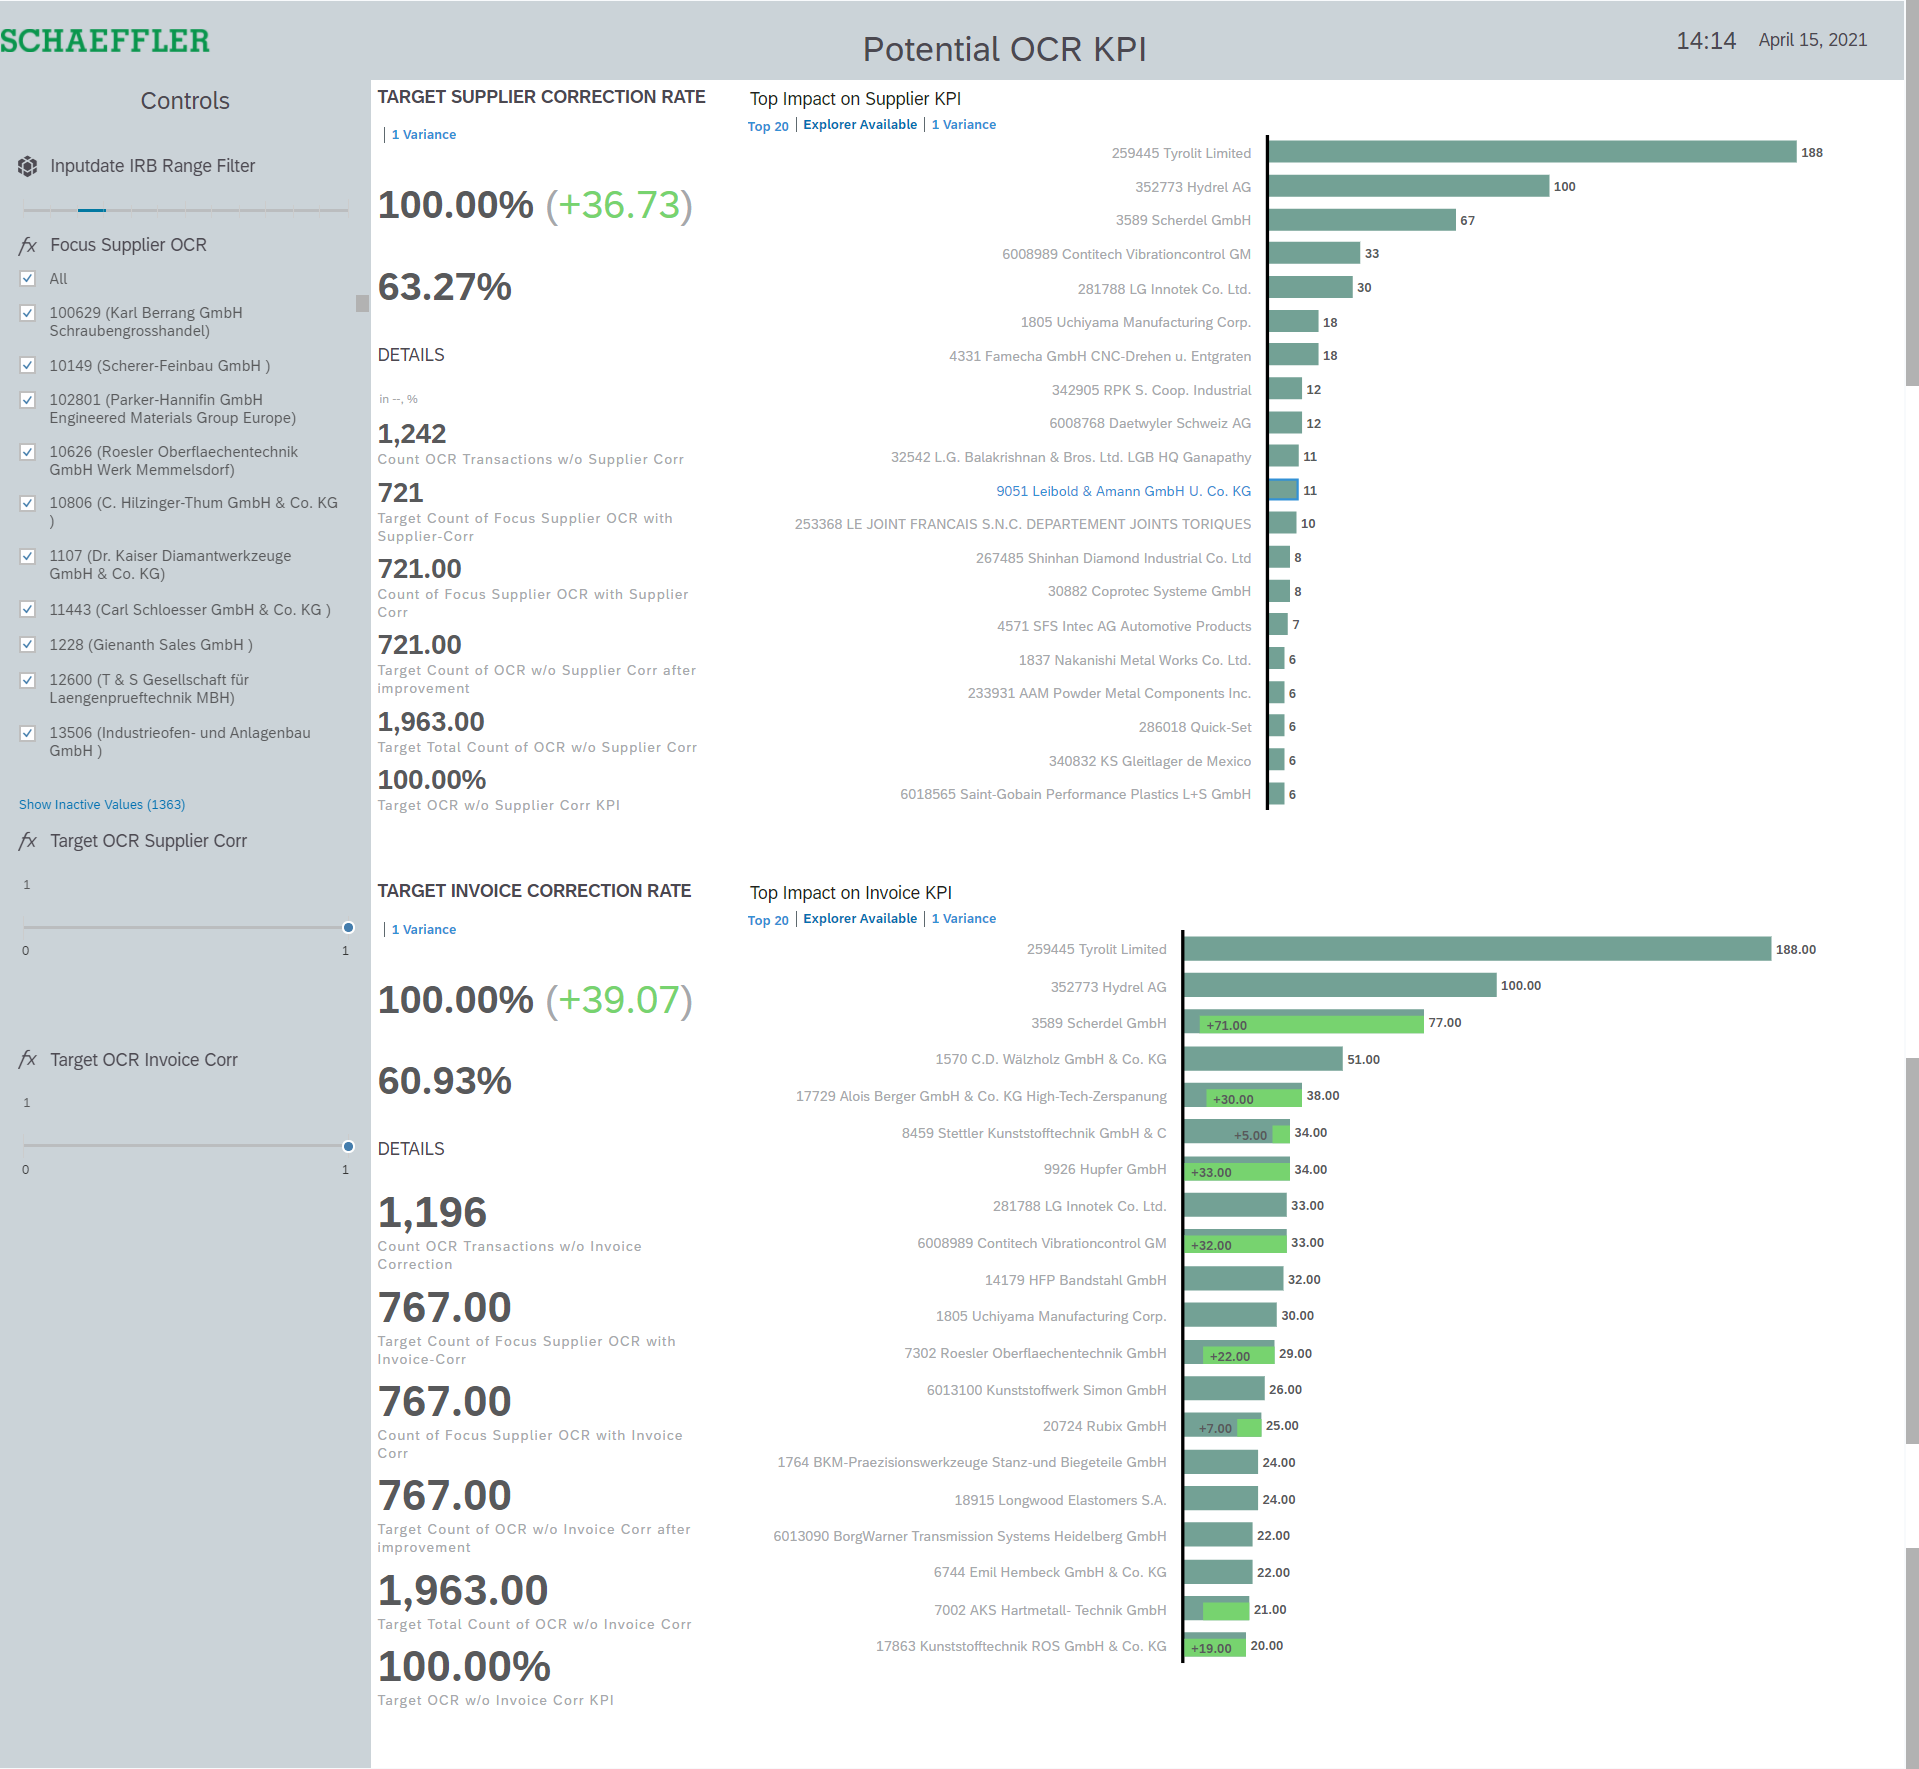 SCHAEFFLER
Potential OCR KPI
14:14 April 15, 2021
Controls
Inputdate IRB Range Filter
fx Focus Supplier OCR
All
100629 (Karl Berrang GmbH
Schraubengrosshandel)
10149 (Scherer-Feinbau GmbH )
102801 (Parker-Hannifin GmbH
Engineered Materials Group Europe)
10626 (Roesler Oberflaechentechnik
GmbH Werk Memmelsdorf)
10806 (C. Hilzinger-Thum GmbH & Co. KG
)
1107 (Dr. Kaiser Diamantwerkzeuge
GmbH & Co. KG)
11443 (Carl Schloesser GmbH & Co. KG )
1228 (Gienanth Sales GmbH )
12600 (T & S Gesellschaft für
Laengenprueftechnik MBH)
13506 (Industrieofen- und Anlagenbau
GmbH )
Show Inactive Values (1363)
fx Target OCR Supplier Corr
1
0 1
fx Target OCR Invoice Corr
1
0 1
TARGET SUPPLIER CORRECTION RATE
1 Variance
100.00% (+36.73)
63.27%
DETAILS
in --, %
1,242
Count OCR Transactions w/o Supplier Corr
721
Target Count of Focus Supplier OCR with
Supplier-Corr
721.00
Count of Focus Supplier OCR with Supplier
Corr
721.00
Target Count of OCR w/o Supplier Corr after
improvement
1,963.00
Target Total Count of OCR w/o Supplier Corr
100.00%
Target OCR w/o Supplier Corr KPI
Top Impact on Supplier KPI
Top 20 | Explorer Available | 1 Variance
259445 Tyrolit Limited 188
352773 Hydrel AG 100
3589 Scherdel GmbH 67
6008989 Contitech Vibrationcontrol GM 33
281788 LG Innotek Co. Ltd. 30
1805 Uchiyama Manufacturing Corp. 18
4331 Famecha GmbH CNC-Drehen u. Entgraten 18
342905 RPK S. Coop. Industrial 12
6008768 Daetwyler Schweiz AG 12
32542 L.G. Balakrishnan & Bros. Ltd. LGB HQ Ganapathy 11
9051 Leibold & Amann GmbH U. Co. KG 11
253368 LE JOINT FRANCAIS S.N.C. DEPARTEMENT JOINTS TORIQUES 10
267485 Shinhan Diamond Industrial Co. Ltd 8
30882 Coprotec Systeme GmbH 8
4571 SFS Intec AG Automotive Products 7
1837 Nakanishi Metal Works Co. Ltd. 6
233931 AAM Powder Metal Components Inc. 6
286018 Quick-Set 6
340832 KS Gleitlager de Mexico 6
6018565 Saint-Gobain Performance Plastics L+S GmbH 6
TARGET INVOICE CORRECTION RATE
1 Variance
100.00% (+39.07)
60.93%
DETAILS
1,196
Count OCR Transactions w/o Invoice
Correction
767.00
Target Count of Focus Supplier OCR with
Invoice-Corr
767.00
Count of Focus Supplier OCR with Invoice
Corr
767.00
Target Count of OCR w/o Invoice Corr after
improvement
1,963.00
Target Total Count of OCR w/o Invoice Corr
100.00%
Target OCR w/o Invoice Corr KPI
Top Impact on Invoice KPI
Top 20 | Explorer Available | 1 Variance
259445 Tyrolit Limited 188.00
352773 Hydrel AG 100.00
3589 Scherdel GmbH +71.00 77.00
1570 C.D. Wälzholz GmbH & Co. KG 51.00
17729 Alois Berger GmbH & Co. KG High-Tech-Zerspanung +30.00 38.00
8459 Stettler Kunststofftechnik GmbH & C +5.00 34.00
9926 Hupfer GmbH +33.00 34.00
281788 LG Innotek Co. Ltd. 33.00
6008989 Contitech Vibrationcontrol GM +32.00 33.00
14179 HFP Bandstahl GmbH 32.00
1805 Uchiyama Manufacturing Corp. 30.00
7302 Roesler Oberflaechentechnik GmbH +22.00 29.00
6013100 Kunststoffwerk Simon GmbH 26.00
20724 Rubix GmbH +7.00 25.00
1764 BKM-Praezisionswerkzeuge Stanz-und Biegeteile GmbH 24.00
18915 Longwood Elastomers S.A. 24.00
6013090 BorgWarner Transmission Systems Heidelberg GmbH 22.00
6744 Emil Hembeck GmbH & Co. KG 22.00
7002 AKS Hartmetall- Technik GmbH 21.00
17863 Kunststofftechnik ROS GmbH & Co. KG +19.00 20.00